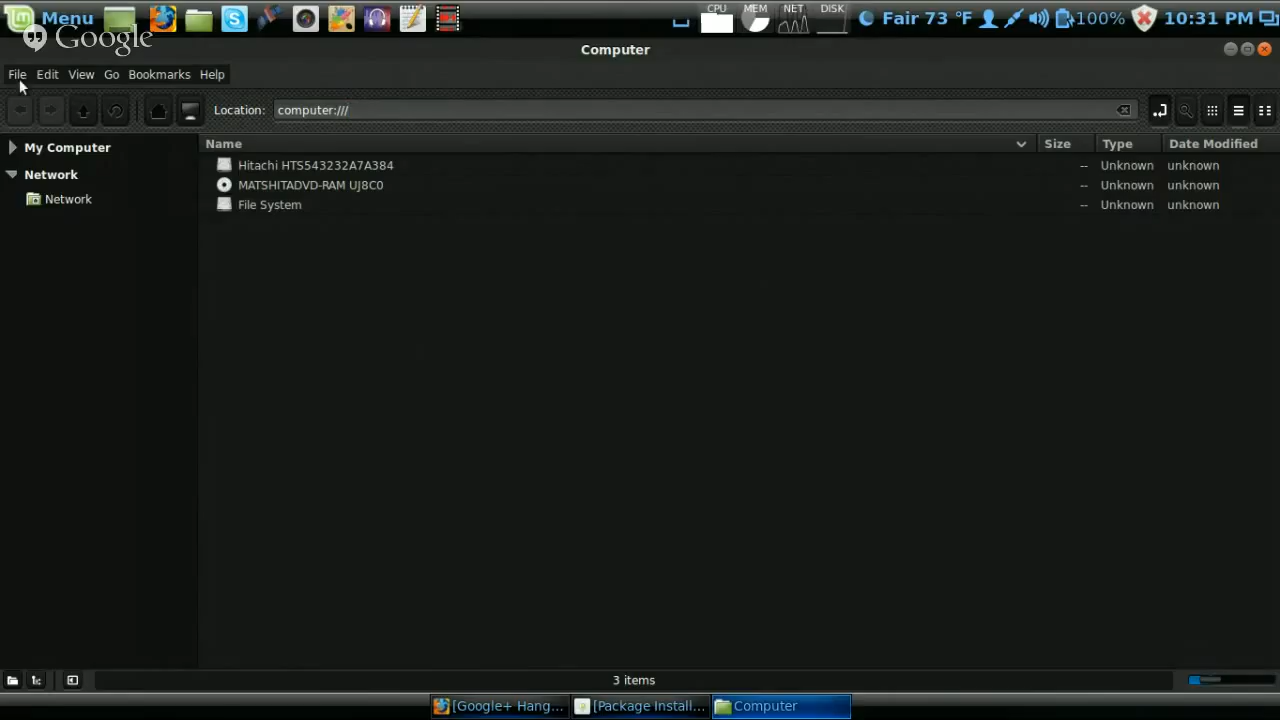 Menu CPU MEM NET DISK Fair 73 °F 100% 10:31 PM
Google
Computer
File Edit View Go Bookmarks Help
Location: computer:///
My Computer
Network
Network
Name Size Type Date Modified
Hitachi HTS543232A7A384 -- Unknown unknown
MATSHITADVD-RAM UJ8C0 -- Unknown unknown
File System -- Unknown unknown
3 items
[Google+ Hang... [Package Install... Computer